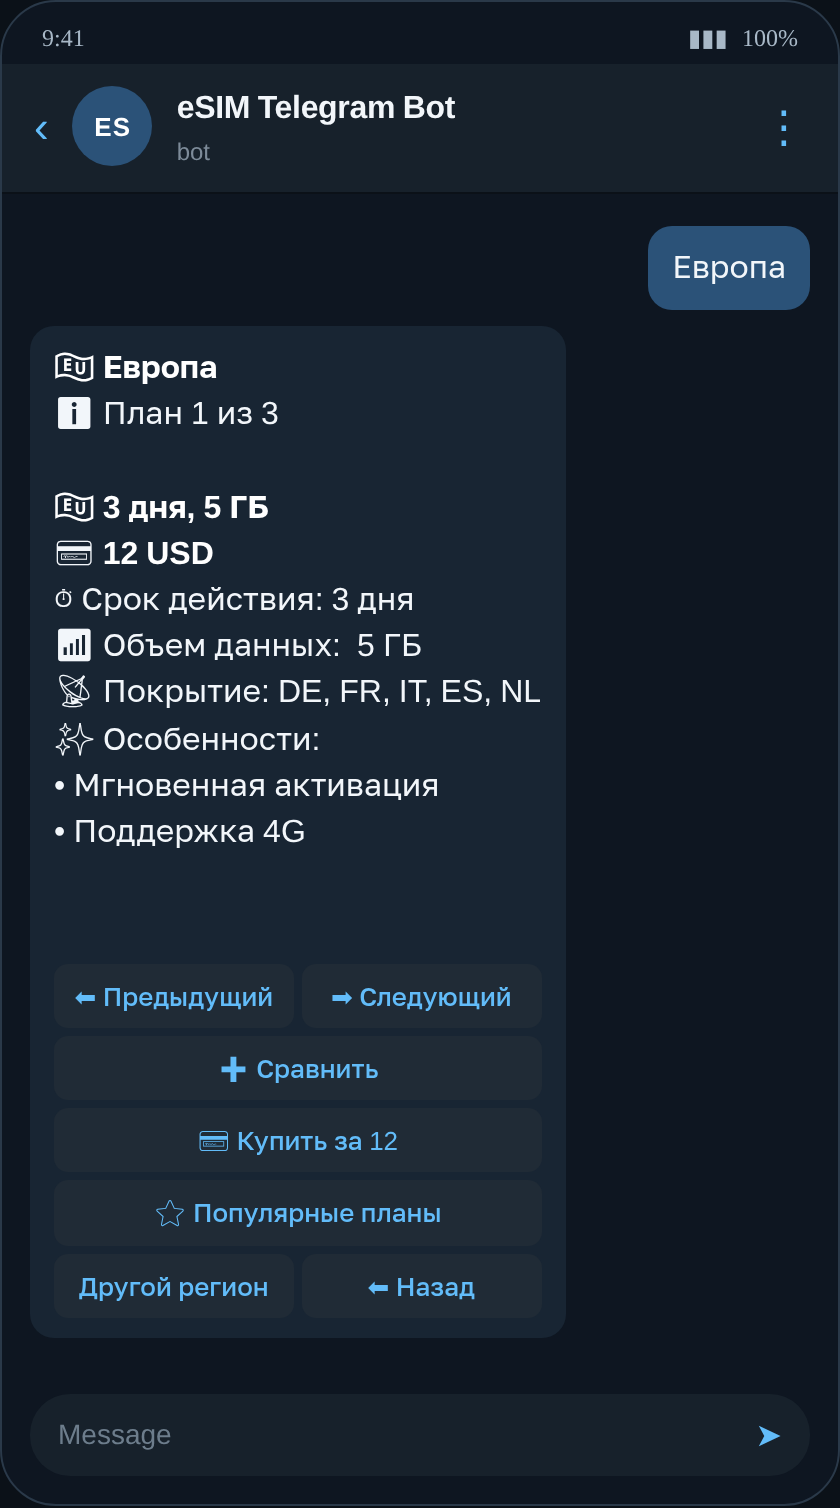 9:41
100%
‹
ES
eSIM Telegram Bot
bot
⋮
Европа
🇪🇺 Европа
ℹ️ План 1 из 3
🇪🇺 3 дня, 5 ГБ
💳 12 USD
⏱ Срок действия: 3 дня
📶 Объем данных:  5 ГБ
📡 Покрытие: DE, FR, IT, ES, NL
✨ Особенности:
• Мгновенная активация
• Поддержка 4G
⬅ Предыдущий
➡ Следующий
➕ Сравнить
💳 Купить за 12
⭐ Популярные планы
Другой регион
⬅ Назад
Message
➤